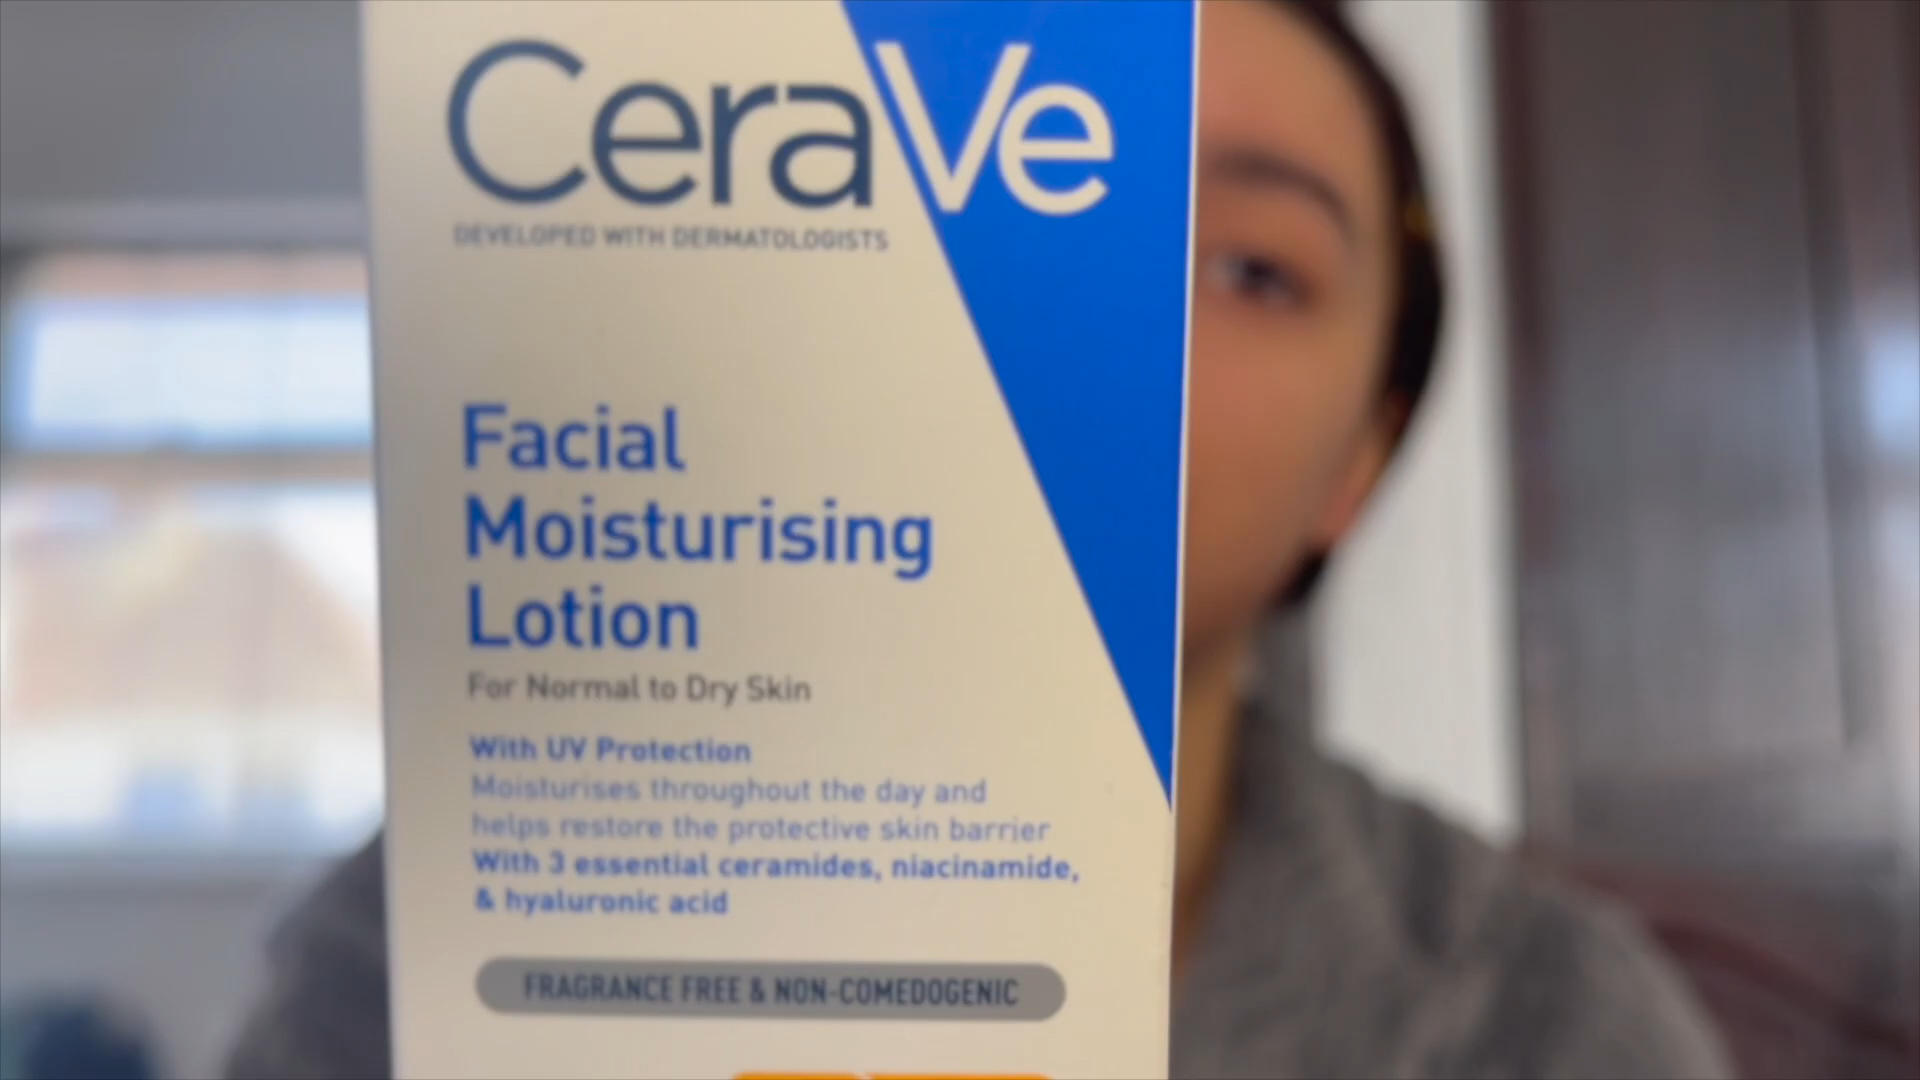 CeraVe
DEVELOPED WITH DERMATOLOGISTS
Facial
Moisturising
Lotion
For Normal to Dry Skin
With UV Protection
Moisturises throughout the day and
helps restore the protective skin barrier
With 3 essential ceramides, niacinamide,
& hyaluronic acid
FRAGRANCE FREE & NON-COMEDOGENIC